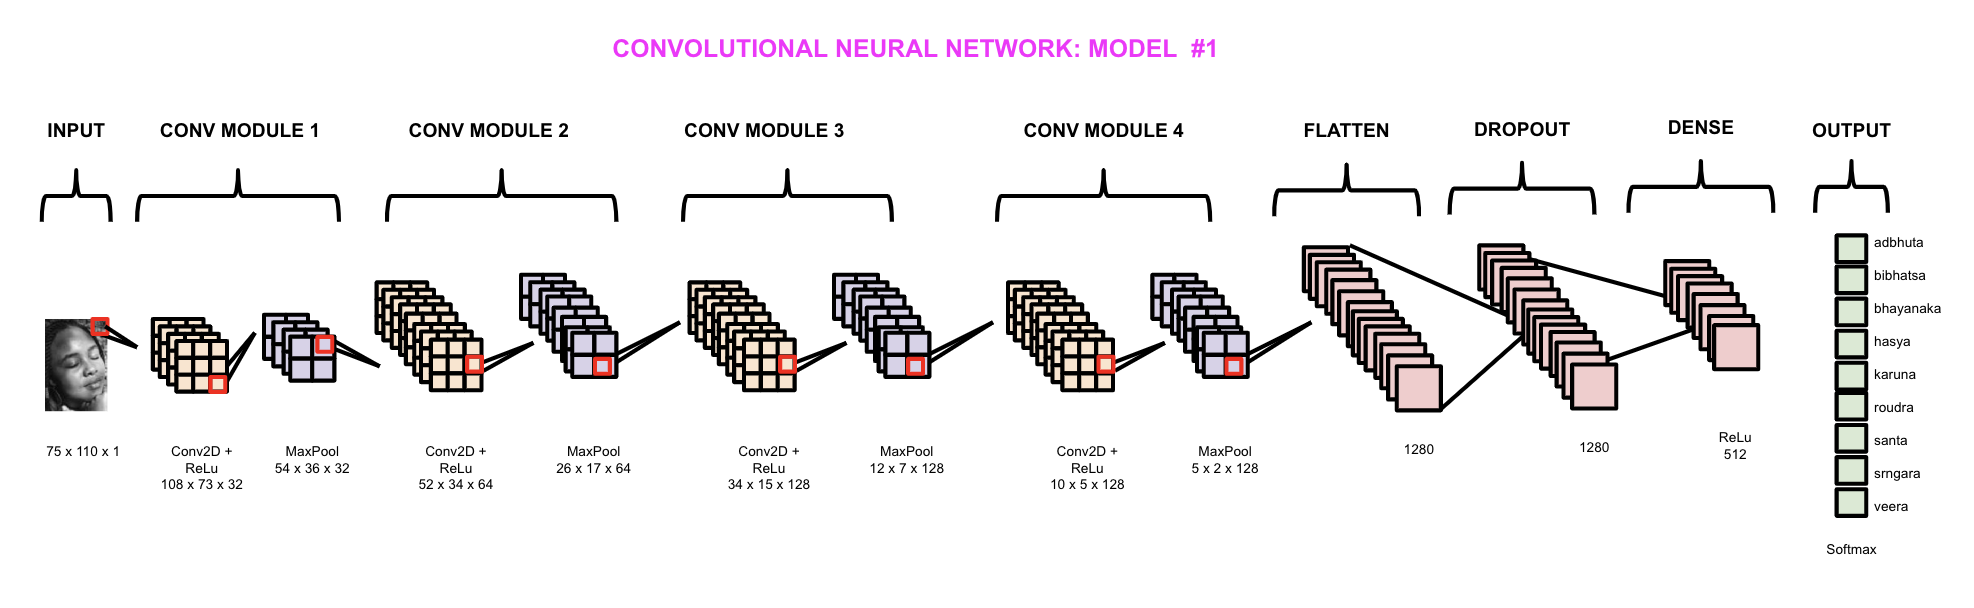 CONVOLUTIONAL NEURAL NETWORK: MODEL #1
INPUT
CONV MODULE 1
CONV MODULE 2
CONV MODULE 3
CONV MODULE 4
FLATTEN
DROPOUT
DENSE
OUTPUT
adbhuta
bibhatsa
bhayanaka
hasya
karuna
roudra
santa
srngara
veera
75 x 110 x 1
Conv2D +
ReLu
108 x 73 x 32
MaxPool
54 x 36 x 32
Conv2D +
ReLu
52 x 34 x 64
MaxPool
26 x 17 x 64
Conv2D +
ReLu
34 x 15 x 128
MaxPool
12 x 7 x 128
Conv2D +
ReLu
10 x 5 x 128
MaxPool
5 x 2 x 128
1280
1280
ReLu
512
Softmax